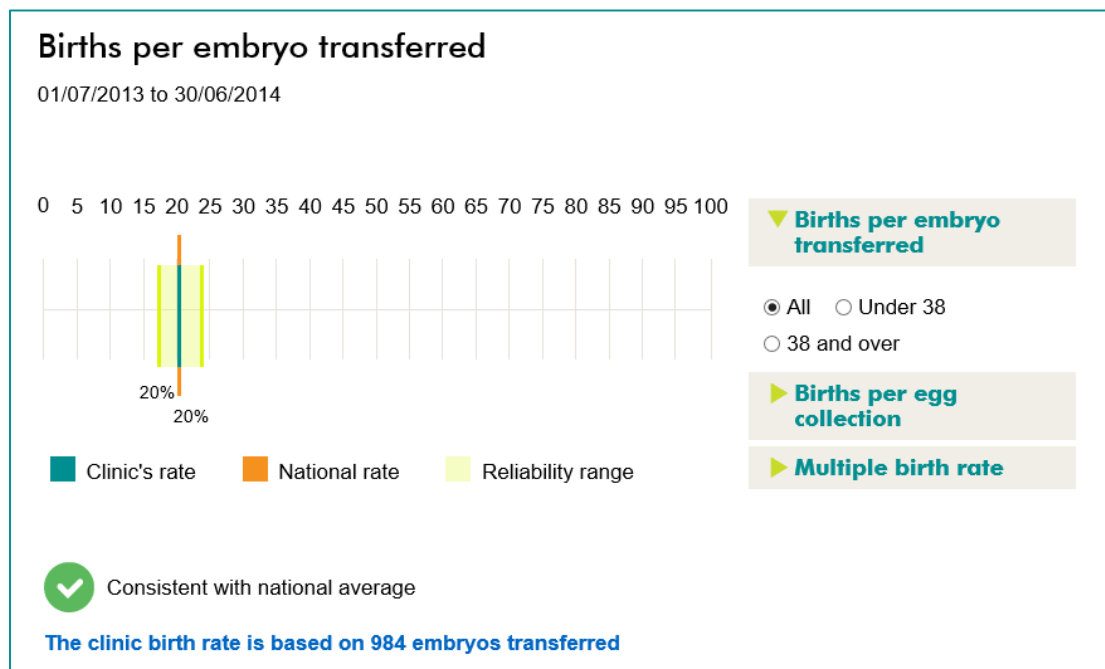 Births per embryo transferred
01/07/2013 to 30/06/2014
0 5 10 15 20 25 30 35 40 45 50 55 60 65 70 75 80 85 90 95 100
20%
20%
Clinic's rate National rate Reliability range
Births per embryo
transferred
All Under 38
38 and over
Births per egg
collection
Multiple birth rate
Consistent with national average
The clinic birth rate is based on 984 embryos transferred